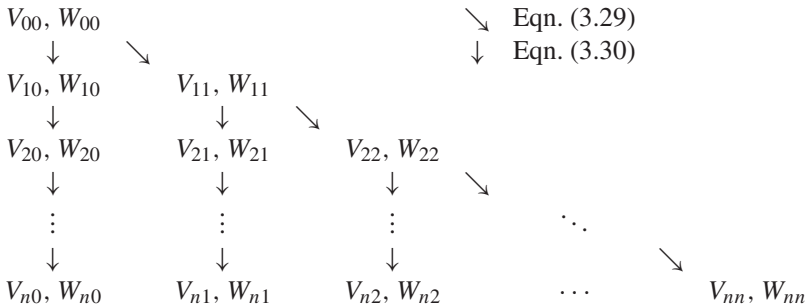 V₀₀, W₀₀ ↘ Eqn. (3.29)
↓ ↘ ↓ Eqn. (3.30)
V₁₀, W₁₀ V₁₁, W₁₁
↓ ↓ ↘
V₂₀, W₂₀ V₂₁, W₂₁ V₂₂, W₂₂
↓ ↓ ↓ ↘
⋮ ⋮ ⋮ ⋱
↓ ↓ ↓ ↘
Vₙ₀, Wₙ₀ Vₙ₁, Wₙ₁ Vₙ₂, Wₙ₂ ⋯ Vₙₙ, Wₙₙ